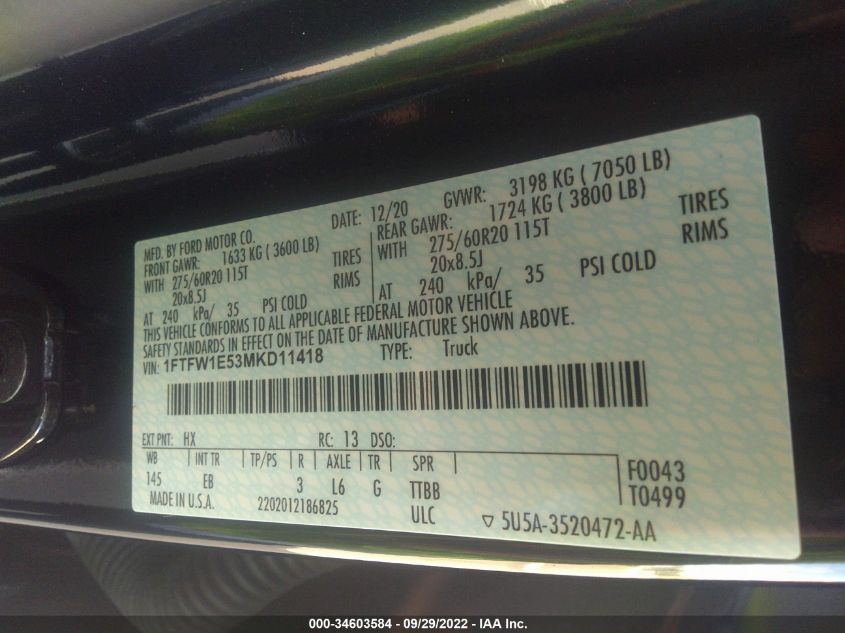 MFD. BY FORD MOTOR CO.
DATE: 12/20 GVWR: 3198 KG ( 7050 LB)
FRONT GAWR: 1633 KG ( 3600 LB)
WITH 275/60R20 115T TIRES
20x8.5J RIMS
AT 240 kPa/ 35 PSI COLD
REAR GAWR: 1724 KG ( 3800 LB)
WITH 275/60R20 115T TIRES
20x8.5J RIMS
AT 240 kPa/ 35 PSI COLD
THIS VEHICLE CONFORMS TO ALL APPLICABLE FEDERAL MOTOR VEHICLE
SAFETY STANDARDS IN EFFECT ON THE DATE OF MANUFACTURE SHOWN ABOVE.
VIN: 1FTFW1E53MKD11418 TYPE: Truck
EXT PNT: HX RC: 13 DSO:
WB INT TR TP/PS R AXLE TR SPR F0043
145 EB 3 L6 G TTBB T0499
MADE IN U.S.A. 2202012186825 ULC ▽ 5U5A-3520472-AA
000-34603584 - 09/29/2022 - IAA Inc.